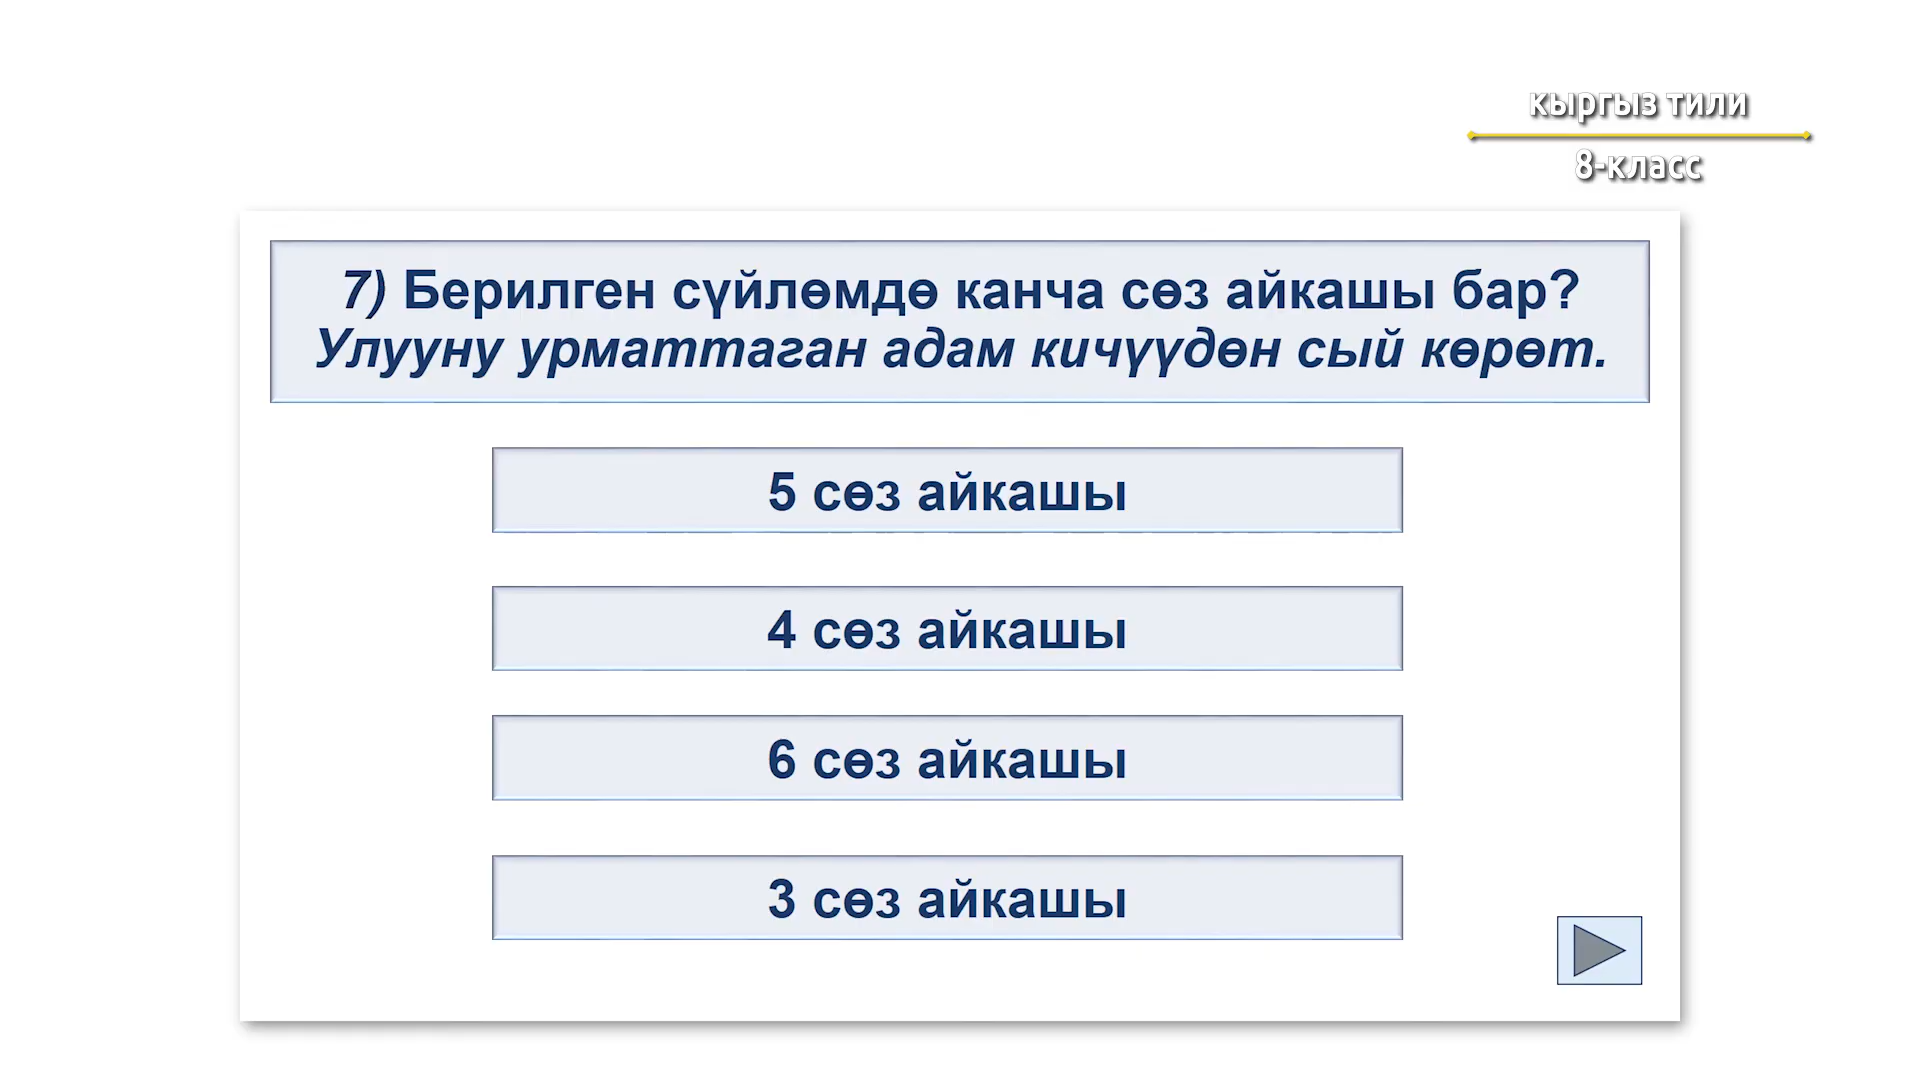 кыргыз тили
8-класс
7) Берилген сүйлөмдө канча сөз айкашы бар?
Улууну урматтаган адам кичүүдөн сый көрөт.
5 сөз айкашы
4 сөз айкашы
6 сөз айкашы
3 сөз айкашы